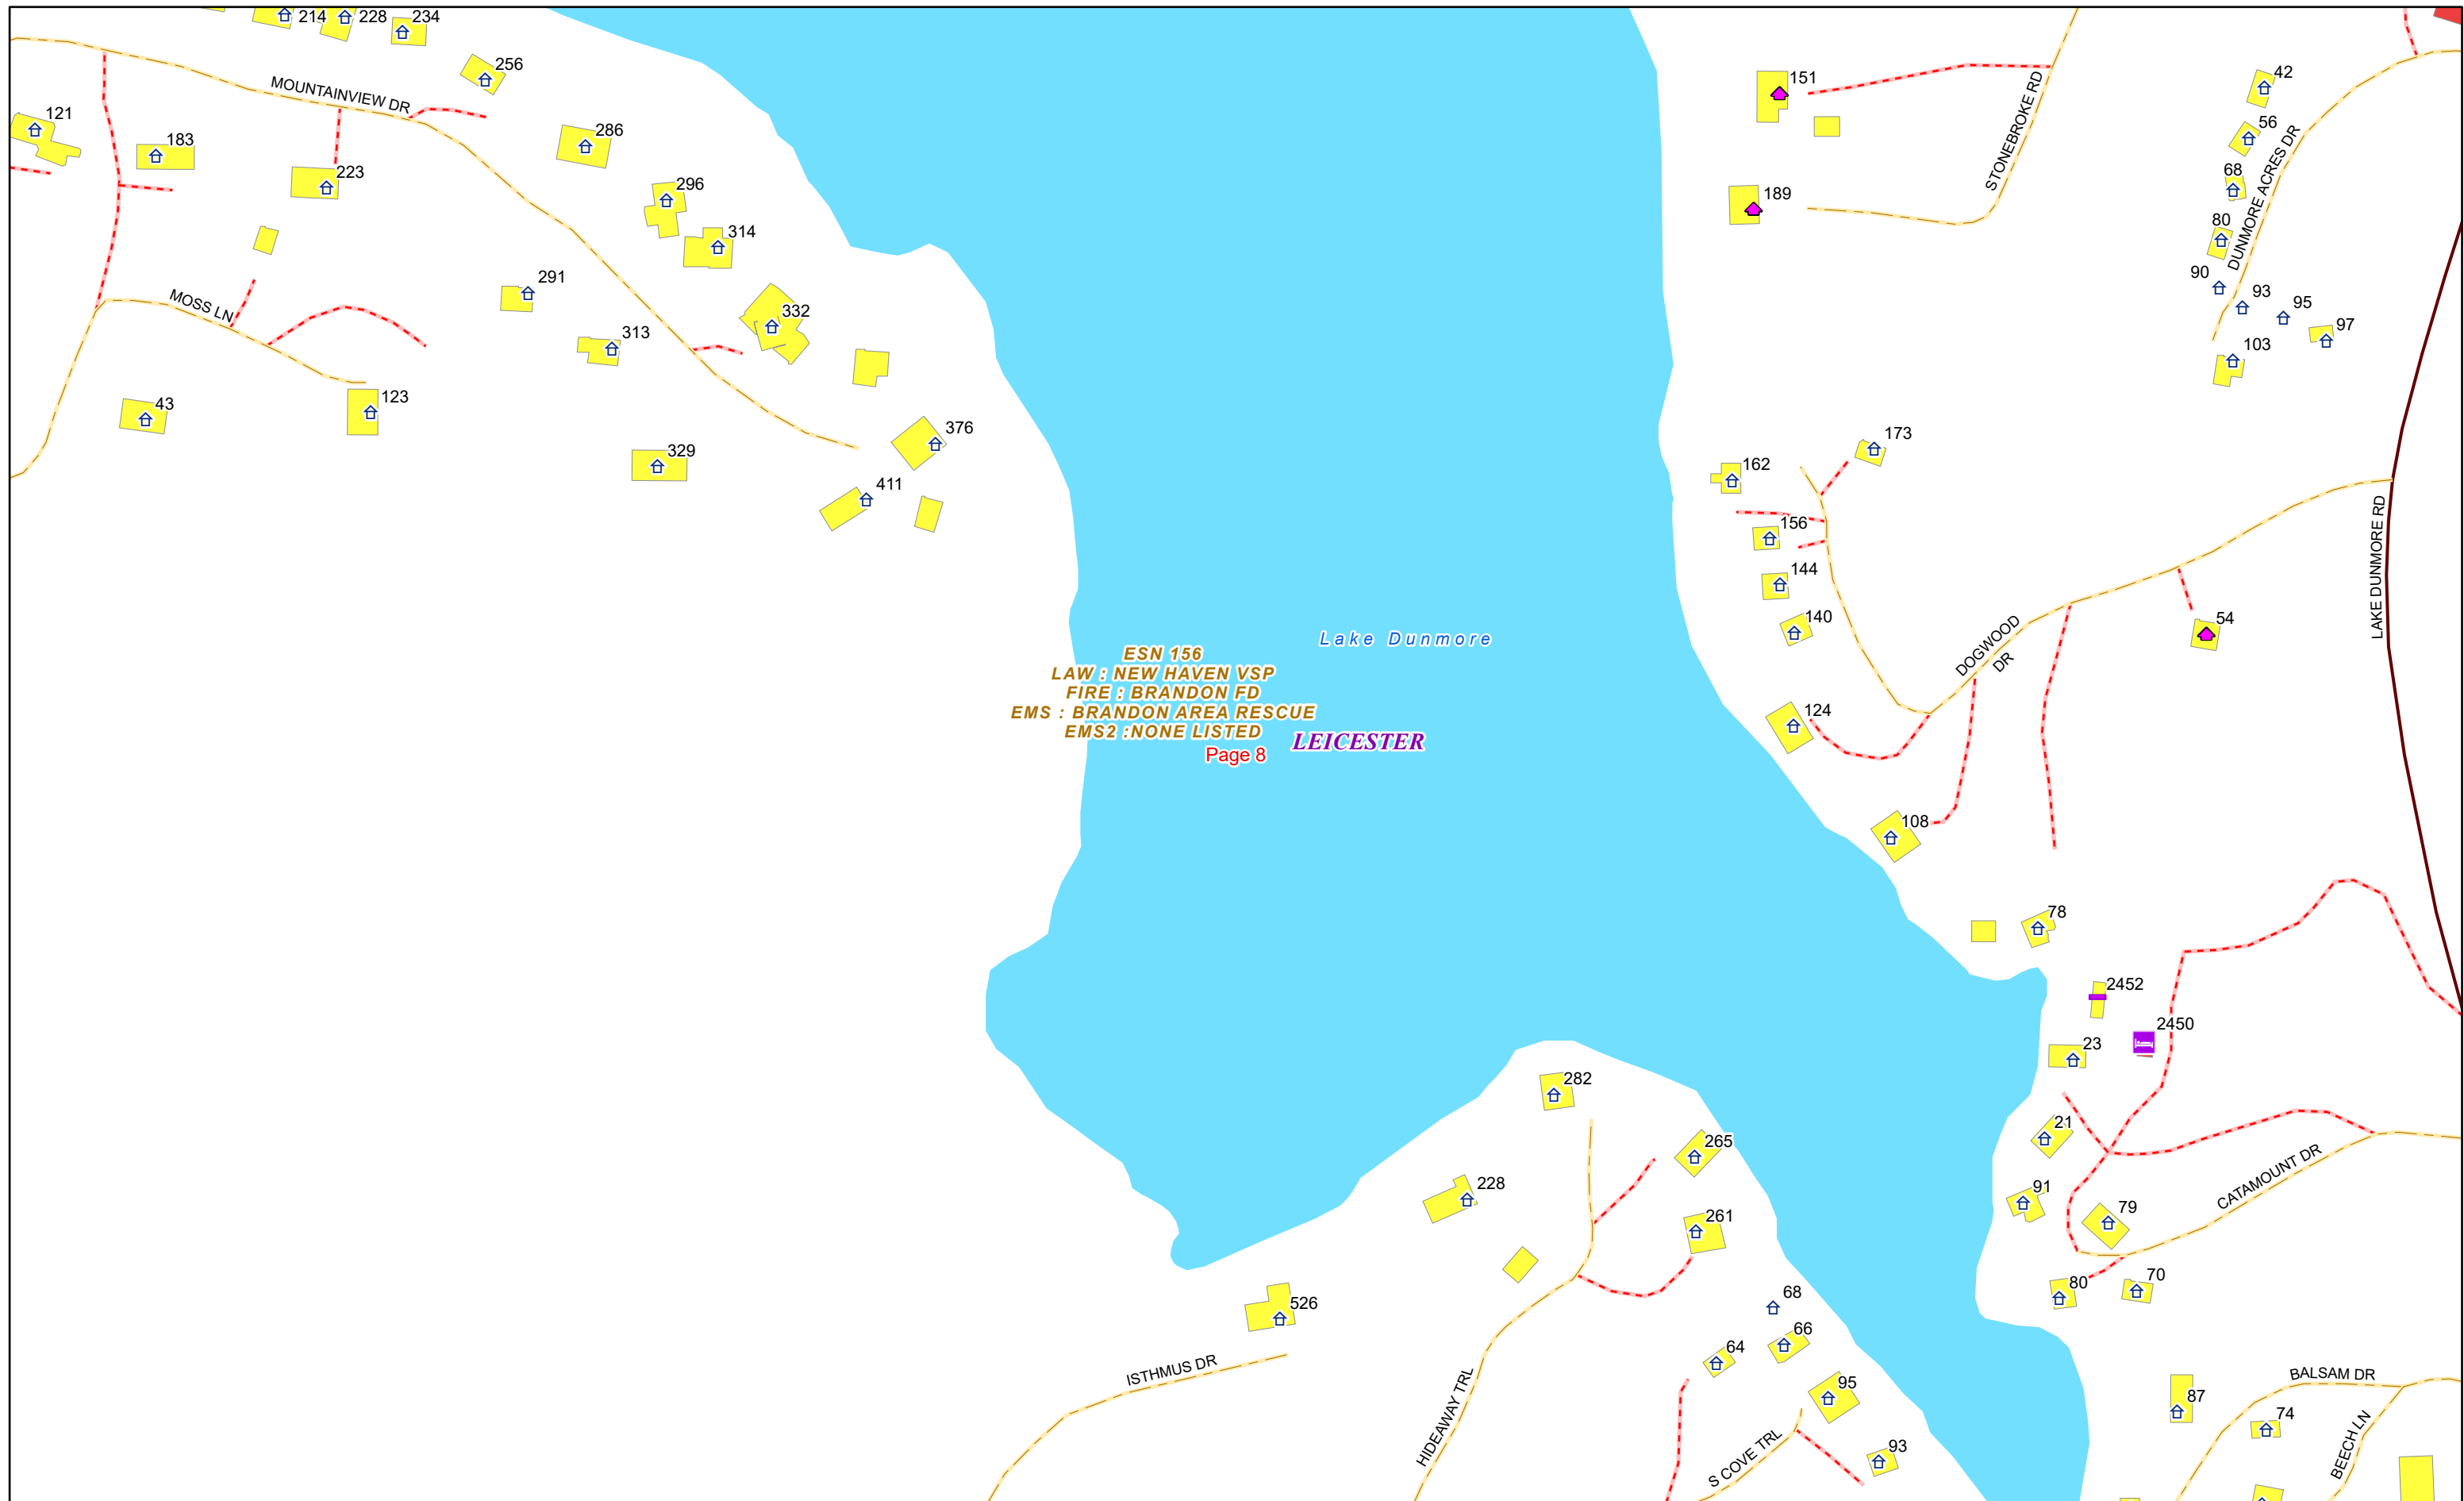 214
228
234
256
MOUNTAINVIEW DR
121
183
223
286
296
314
291
332
313
MOSS LN
43
123
376
329
411
151
STONEBROKE RD
189
42
56
68
DUNMORE ACRES DR
80
90
93
95
97
103
173
162
156
144
140
LAKE DUNMORE RD
54
DOGWOOD
DR
124
108
Lake Dunmore
ESN 156
LAW : NEW HAVEN VSP
FIRE : BRANDON FD
EMS : BRANDON AREA RESCUE
EMS2 :NONE LISTED
LEICESTER
Page 8
78
2452
2450
23
21
91
79
CATAMOUNT DR
80
70
282
265
228
261
526
68
66
64
ISTHMUS DR
HIDEAWAY TRL
95
S COVE TRL
93
BALSAM DR
87
74
BEECH LN